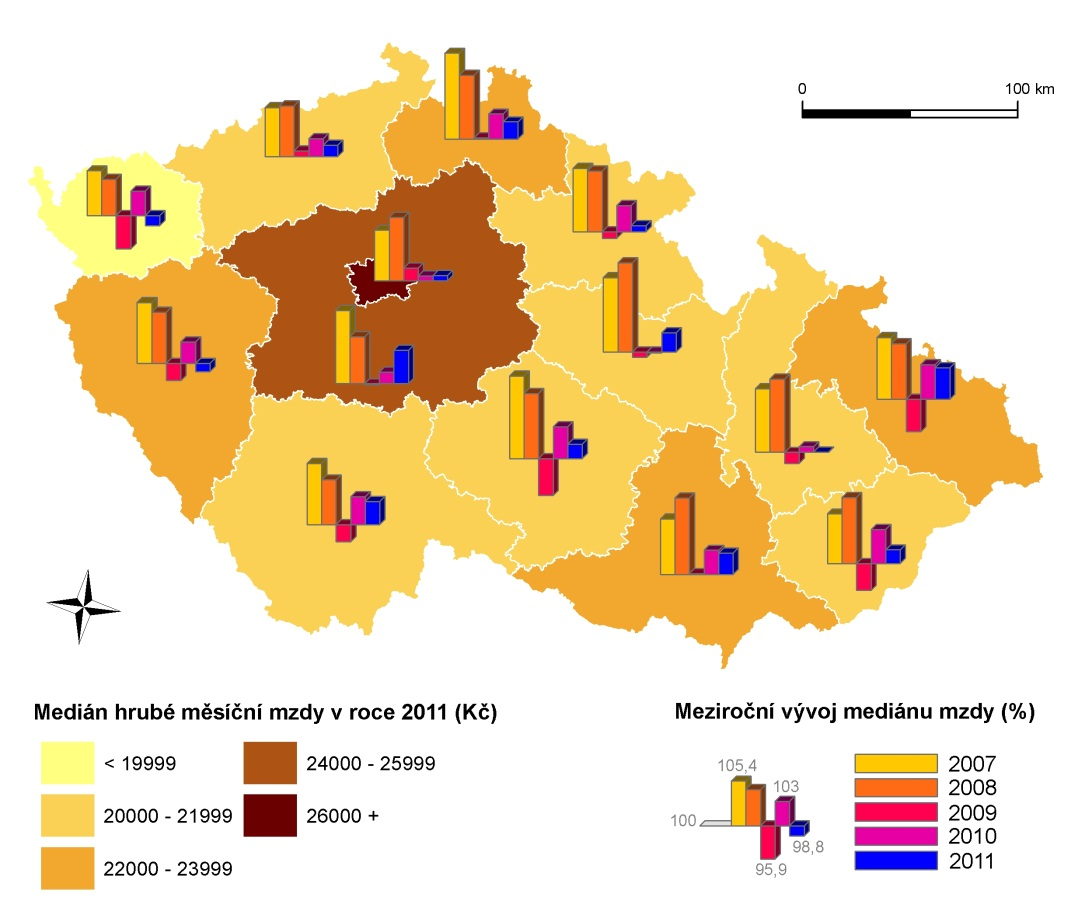 0 100 km
Medián hrubé měsíční mzdy v roce 2011 (Kč)
< 19999
20000 - 21999
22000 - 23999
24000 - 25999
26000 +
Meziroční vývoj mediánu mzdy (%)
105,4
103
100
98,8
95,9
2007
2008
2009
2010
2011